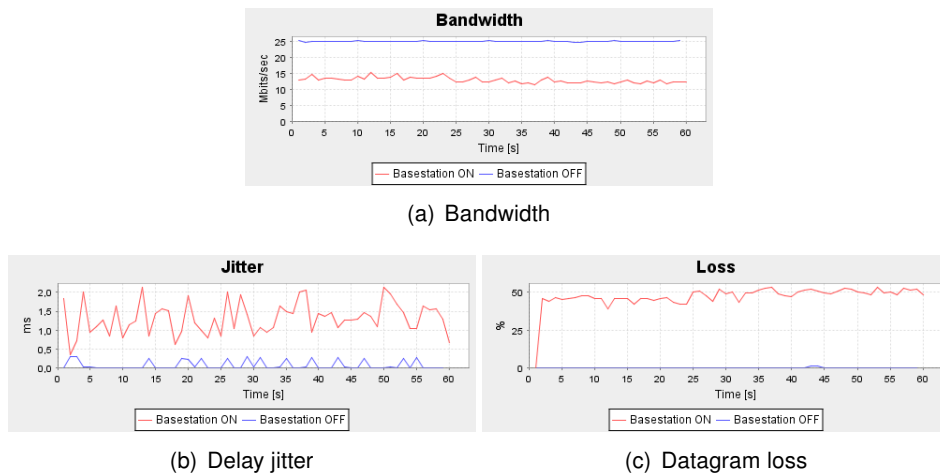 Bandwidth
Mbits/sec
25
20
15
10
5
0
0 5 10 15 20 25 30 35 40 45 50 55 60
Time [s]
Basestation ON Basestation OFF
(a) Bandwidth
Jitter
ms
2,0
1,5
1,0
0,5
0,0
0 5 10 15 20 25 30 35 40 45 50 55 60
Time [s]
Basestation ON Basestation OFF
(b) Delay jitter
Loss
%
50
25
0
0 5 10 15 20 25 30 35 40 45 50 55 60
Time [s]
Basestation ON Basestation OFF
(c) Datagram loss